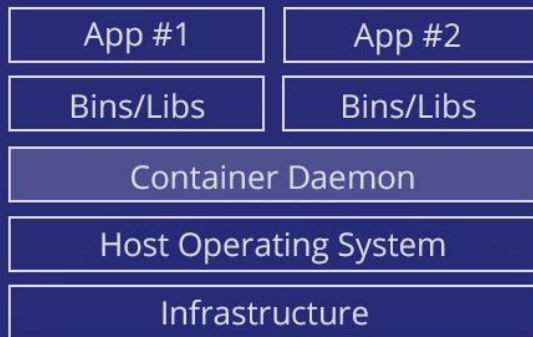 App #1 App #2
Bins/Libs Bins/Libs
Container Daemon
Host Operating System
Infrastructure